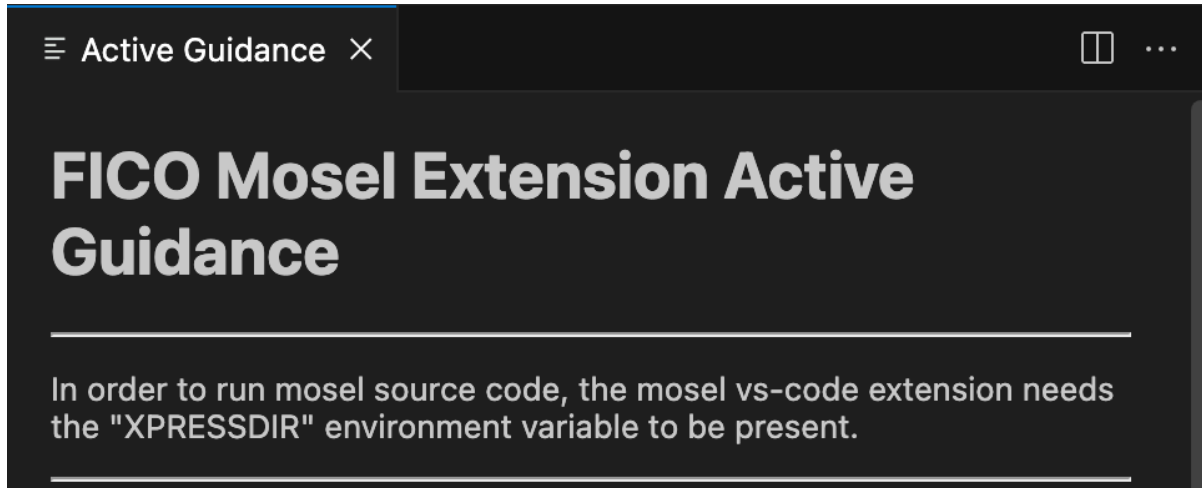 Active Guidance
FICO Mosel Extension Active
Guidance
In order to run mosel source code, the mosel vs-code extension needs
the "XPRESSDIR" environment variable to be present.